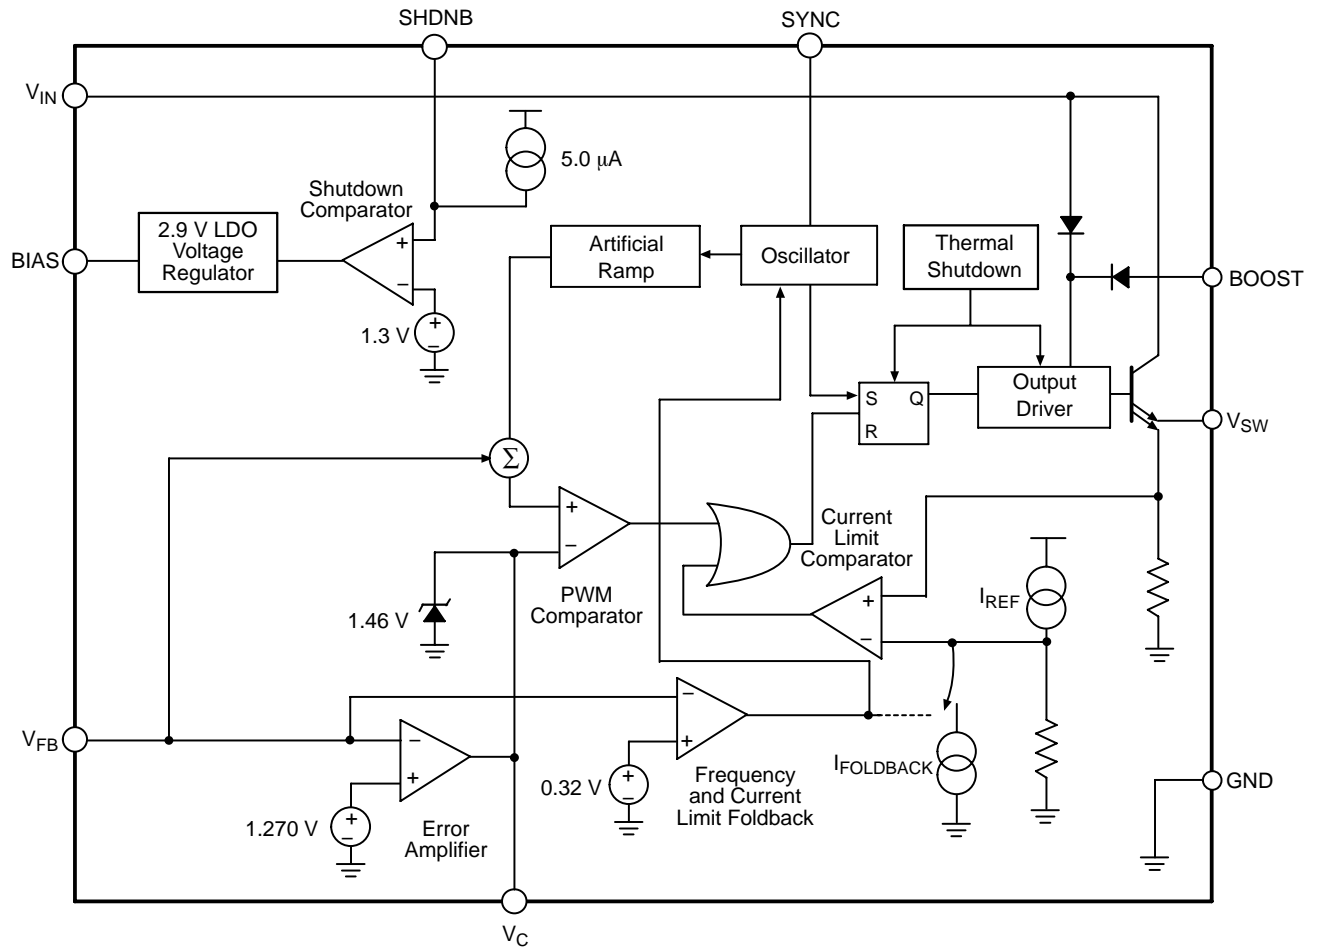 SHDNB
SYNC
V_IN
5.0 μA
Shutdown
Comparator
2.9 V LDO
Voltage
Regulator
BIAS
+
−
1.3 V
+
−
Artificial
Ramp
Oscillator
Thermal
Shutdown
BOOST
Output
Driver
S
Q
R
V_SW
Σ
+
−
PWM
Comparator
1.46 V
Current
Limit
Comparator
+
−
I_REF
V_FB
−
+
Error
Amplifier
1.270 V
+
−
−
+
0.32 V
+
−
Frequency
and Current
Limit Foldback
I_FOLDBACK
GND
V_C